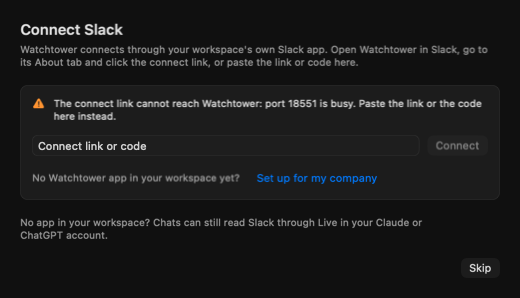 Connect Slack
Watchtower connects through your workspace's own Slack app. Open Watchtower in Slack, go to
its About tab and click the connect link, or paste the link or code here.
The connect link cannot reach Watchtower: port 18551 is busy. Paste the link or the code
here instead.
Connect link or code
Connect
No Watchtower app in your workspace yet?
Set up for my company
No app in your workspace? Chats can still read Slack through Live in your Claude or
ChatGPT account.
Skip